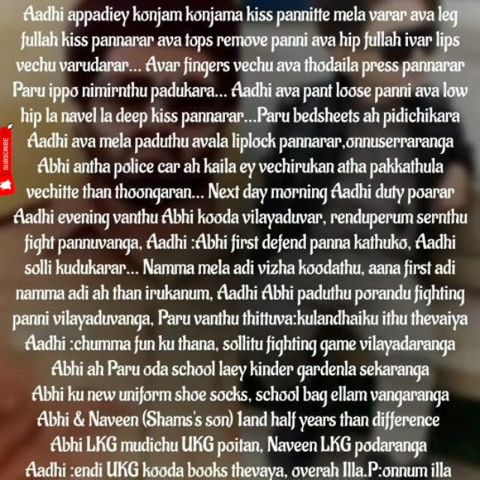 Aadhi appadiey konjam konjama kiss pannitte mela varar ava leg
fullah kiss pannarar ava tops remove panni ava hip fullah ivar lips
vechu varudarar... Avar fingers vechu ava thodaila press pannarar
Paru ippo nimirnthu padukara... Aadhi ava pant loose panni ava low
hip la navel la deep kiss pannarar...Paru bedsheets ah pidichikara
Aadhi ava mela paduthu avala liplock pannarar,onnuserraranga
Abhi antha police car ah kaila ey vechirukan atha pakkathula
vechitte than thoongaran... Next day morning Aadhi duty poarar
Aadhi evening vanthu Abhi kooda vilayaduvar, renduperum sernthu
fight pannuvanga, Aadhi :Abhi first defend panna kathuko, Aadhi
solli kudukarar... Namma mela adi vizha koodathu, aana first adi
namma adi ah than irukanum, Aadhi Abhi paduthu porandu fighting
panni vilayaduvanga, Paru vanthu thittuva:kulandhaiku ithu thevaiya
Aadhi :chumma fun ku thana, sollitu fighting game vilayadaranga
Abhi ah Paru oda school laey kinder gardenla sekaranga
Abhi ku new uniform shoe socks, school bag ellam vangaranga
Abhi & Naveen (Shams's son) 1and half years than difference
Abhi LKG mudichu UKG poitan, Naveen LKG podaranga
Aadhi :endi UKG kooda books thevaya, overah Illa.P:onnum illa
SUBSCRIBE